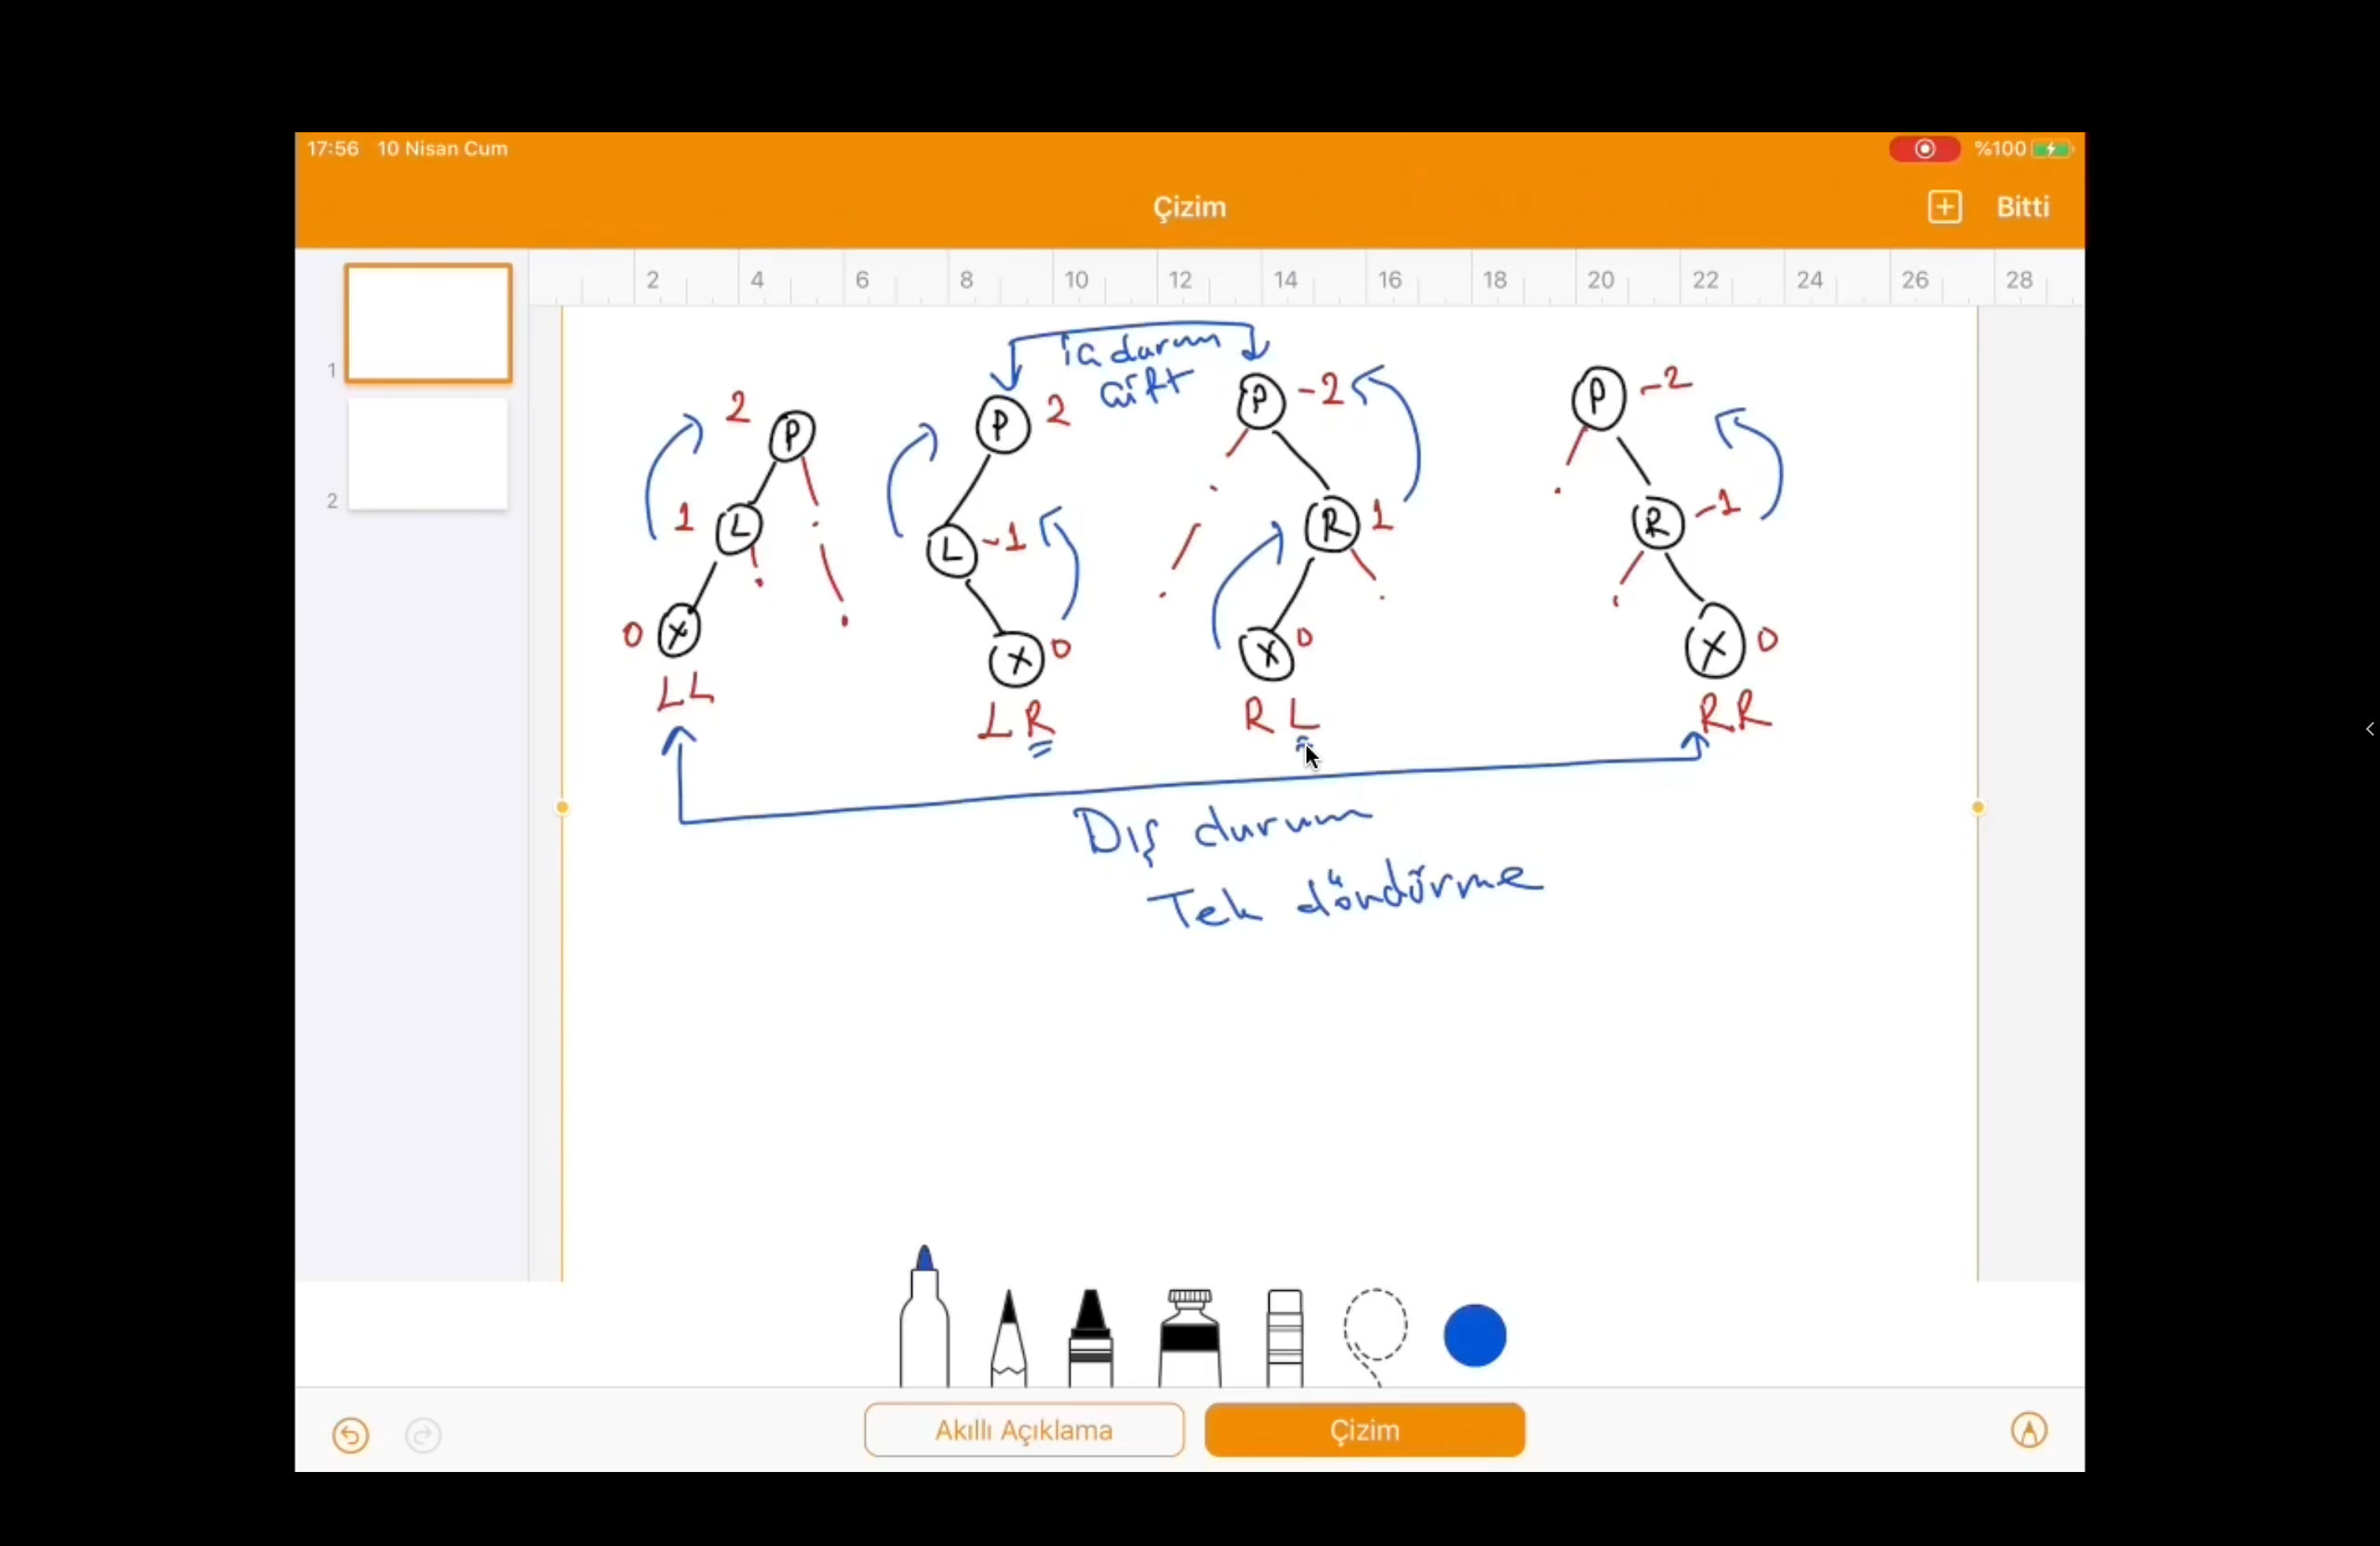 17:56 10 Nisan Cum
%100
Çizim
Bitti
2 4 6 8 10 12 14 16 18 20 22 24 26 28
1
2
iç durum
çift
2 P
1 L
0 X
LL
P 2
L -1
X 0
LR
P -2
R 1
X 0
RL
P -2
R -1
X 0
RR
Dış durum
Tek döndürme
Akıllı Açıklama
Çizim